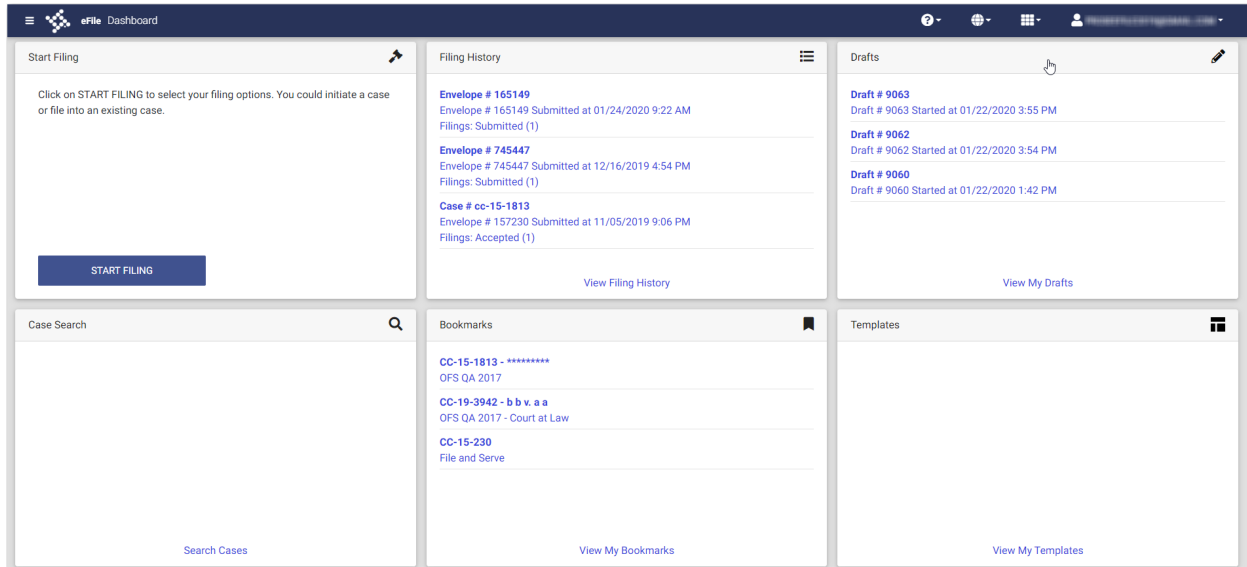 eFile Dashboard
Start Filing
Click on START FILING to select your filing options. You could initiate a case
or file into an existing case.
START FILING
Filing History
Envelope # 165149
Envelope # 165149 Submitted at 01/24/2020 9:22 AM
Filings: Submitted (1)
Envelope # 745447
Envelope # 745447 Submitted at 12/16/2019 4:54 PM
Filings: Submitted (1)
Case # cc-15-1813
Envelope # 157230 Submitted at 11/05/2019 9:06 PM
Filings: Accepted (1)
View Filing History
Drafts
Draft # 9063
Draft # 9063 Started at 01/22/2020 3:55 PM
Draft # 9062
Draft # 9062 Started at 01/22/2020 3:54 PM
Draft # 9060
Draft # 9060 Started at 01/22/2020 1:42 PM
View My Drafts
Case Search
Search Cases
Bookmarks
CC-15-1813 - *********
OFS QA 2017
CC-19-3942 - b b v. a a
OFS QA 2017 - Court at Law
CC-15-230
File and Serve
View My Bookmarks
Templates
View My Templates